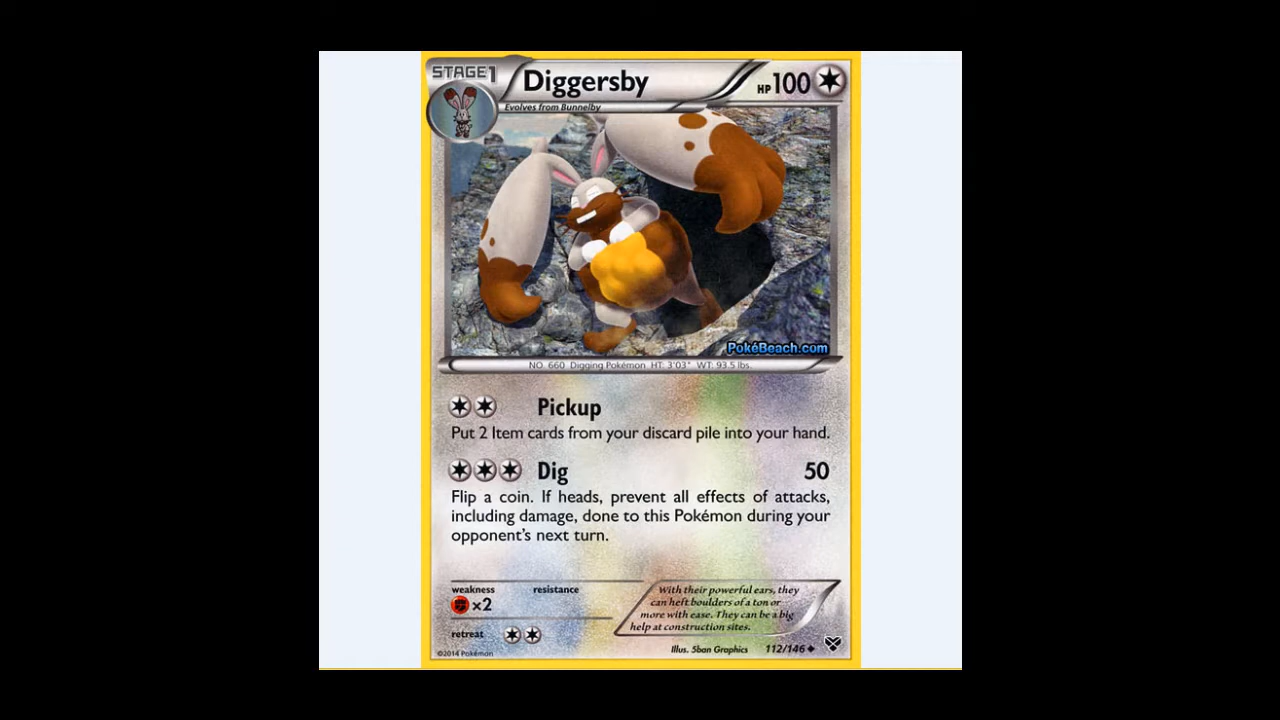 STAGE1
Diggersby
HP100
Evolves from Bunnelby
PokéBeach.com
NO. 660 Digging Pokémon HT: 3'03" WT: 93.5 lbs.
Pickup
Put 2 Item cards from your discard pile into your hand.
Dig 50
Flip a coin. If heads, prevent all effects of attacks,
including damage, done to this Pokémon during your
opponent's next turn.
weakness resistance
×2
retreat
With their powerful ears, they
can heft boulders of a ton or
more with ease. They can be a big
help at construction sites.
Illus. 5ban Graphics 112/146
©2014 Pokémon